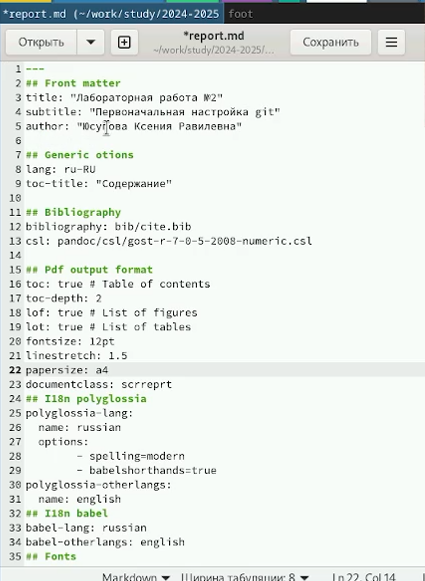 *report.md (~/work/study/2024-2025 foot
Открыть *report.md Сохранить
~/work/study/2024-2025/...
1 ---
2 ## Front matter
3 title: "Лабораторная работа №2"
4 subtitle: "Первоначальная настройка git"
5 author: "Юсупова Ксения Равилевна"
6
7 ## Generic otions
8 lang: ru-RU
9 toc-title: "Содержание"
10
11 ## Bibliography
12 bibliography: bib/cite.bib
13 csl: pandoc/csl/gost-r-7-0-5-2008-numeric.csl
14
15 ## Pdf output format
16 toc: true # Table of contents
17 toc-depth: 2
18 lof: true # List of figures
19 lot: true # List of tables
20 fontsize: 12pt
21 linestretch: 1.5
22 papersize: a4
23 documentclass: scrreprt
24 ## I18n polyglossia
25 polyglossia-lang:
26 name: russian
27 options:
28 - spelling=modern
29 - babelshorthands=true
30 polyglossia-otherlangs:
31 name: english
32 ## I18n babel
33 babel-lang: russian
34 babel-otherlangs: english
35 ## Fonts
Markdown Ширина табуляции: 8 Ln 22, Col 14